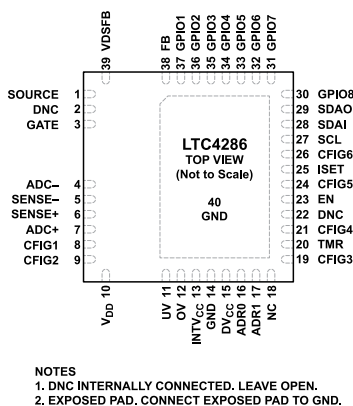 39 VDSFB
38 FB
37 GPIO1
36 GPIO2
35 GPIO3
34 GPIO4
33 GPIO5
32 GPIO6
31 GPIO7
SOURCE 1
DNC 2
GATE 3
ADC– 4
SENSE– 5
SENSE+ 6
ADC+ 7
CFIG1 8
CFIG2 9
LTC4286
TOP VIEW
(Not to Scale)
40
GND
30 GPIO8
29 SDAO
28 SDAI
27 SCL
26 CFIG6
25 ISET
24 CFIG5
23 EN
22 DNC
21 CFIG4
20 TMR
19 CFIG3
VDD 10
UV 11
OV 12
INTVCC 13
GND 14
DVCC 15
ADR0 16
ADR1 17
NC 18
NOTES
1. DNC INTERNALLY CONNECTED. LEAVE OPEN.
2. EXPOSED PAD. CONNECT EXPOSED PAD TO GND.